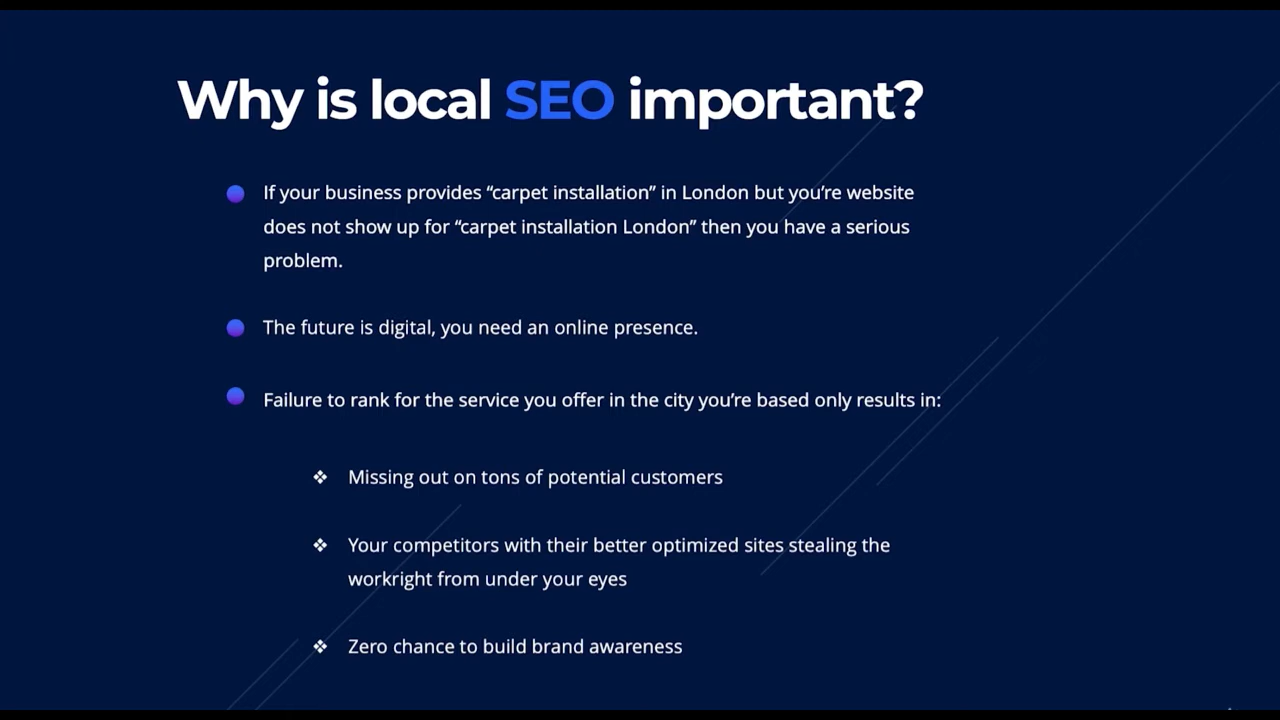 Why is local SEO important?
If your business provides “carpet installation” in London but you’re website
does not show up for “carpet installation London” then you have a serious
problem.
The future is digital, you need an online presence.
Failure to rank for the service you offer in the city you’re based only results in:
Missing out on tons of potential customers
Your competitors with their better optimized sites stealing the
workright from under your eyes
Zero chance to build brand awareness